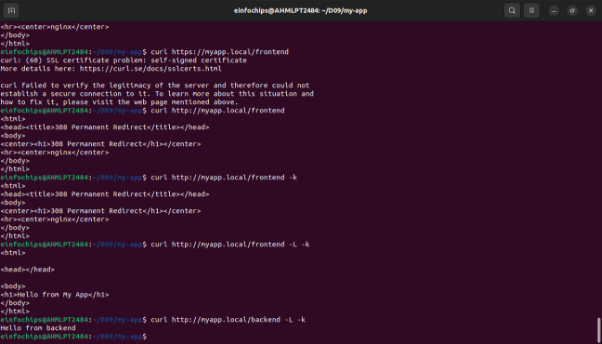 einfochips@AHMLPT2484: ~/D09/my-app
<hr><center>nginx</center>
</body>
</html>
einfochips@AHMLPT2484:~/D09/my-app$ curl https://myapp.local/frontend
curl: (60) SSL certificate problem: self-signed certificate
More details here: https://curl.se/docs/sslcerts.html
curl failed to verify the legitimacy of the server and therefore could not
establish a secure connection to it. To learn more about this situation and
how to fix it, please visit the web page mentioned above.
einfochips@AHMLPT2484:~/D09/my-app$ curl http://myapp.local/frontend
<html>
<head><title>308 Permanent Redirect</title></head>
<body>
<center><h1>308 Permanent Redirect</h1></center>
<hr><center>nginx</center>
</body>
</html>
einfochips@AHMLPT2484:~/D09/my-app$ curl http://myapp.local/frontend -k
<html>
<head><title>308 Permanent Redirect</title></head>
<body>
<center><h1>308 Permanent Redirect</h1></center>
<hr><center>nginx</center>
</body>
</html>
einfochips@AHMLPT2484:~/D09/my-app$ curl http://myapp.local/frontend -L -k
<html>
<head></head>
<body>
<h1>Hello from My App</h1>
</body>
</html>
einfochips@AHMLPT2484:~/D09/my-app$ curl http://myapp.local/backend -L -k
Hello from backend
einfochips@AHMLPT2484:~/D09/my-app$